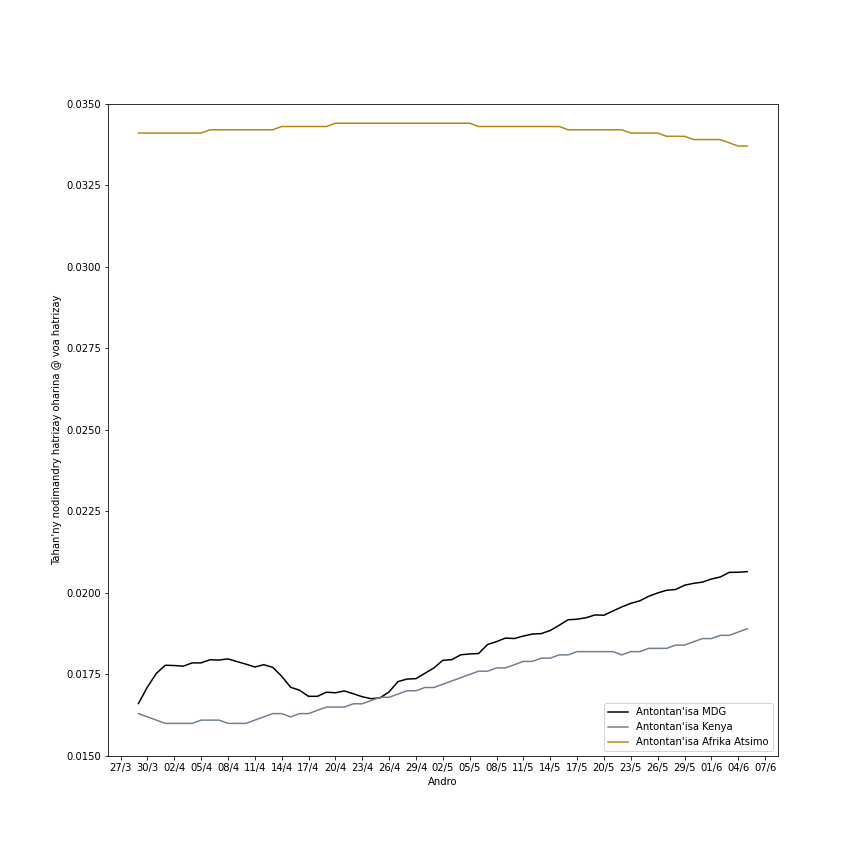 0.0350
0.0325
0.0300
0.0275
0.0250
0.0225
0.0200
0.0175
0.0150
Tahan'ny nodimandry hatrizay oharina @ voa hatrizay
Antontan'isa MDG
Antontan'isa Kenya
Antontan'isa Afrika Atsimo
27/3 30/3 02/4 05/4 08/4 11/4 14/4 17/4 20/4 23/4 26/4 29/4 02/5 05/5 08/5 11/5 14/5 17/5 20/5 23/5 26/5 29/5 01/6 04/6 07/6
Andro